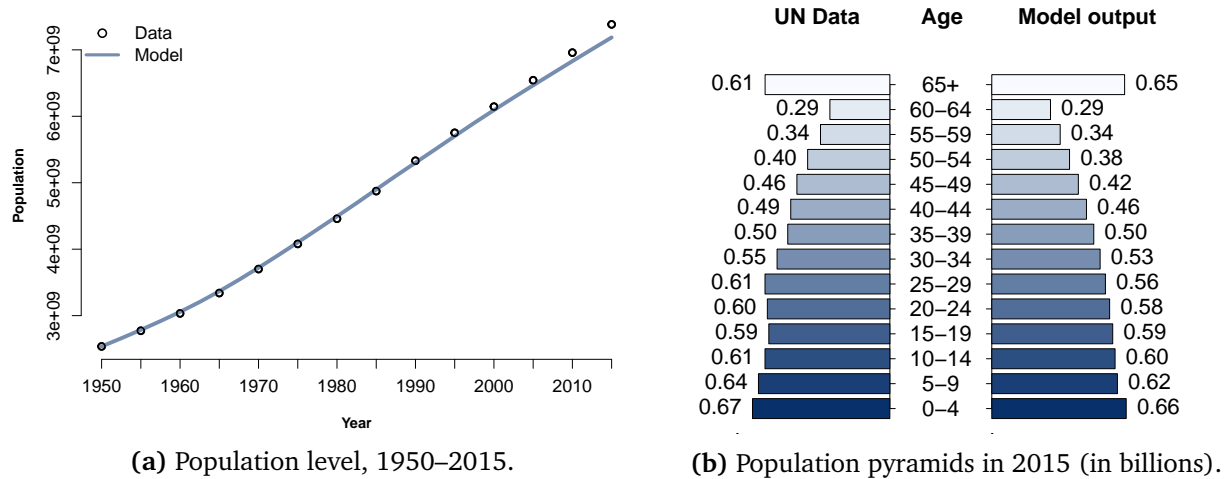 Data
Model
Population
7e+09
6e+09
5e+09
4e+09
3e+09
1950 1960 1970 1980 1990 2000 2010
Year
(a) Population level, 1950–2015.
UN Data Age Model output
0.61 65+ 0.65
0.29 60–64 0.29
0.34 55–59 0.34
0.40 50–54 0.38
0.46 45–49 0.42
0.49 40–44 0.46
0.50 35–39 0.50
0.55 30–34 0.53
0.61 25–29 0.56
0.60 20–24 0.58
0.59 15–19 0.59
0.61 10–14 0.60
0.64 5–9 0.62
0.67 0–4 0.66
(b) Population pyramids in 2015 (in billions).